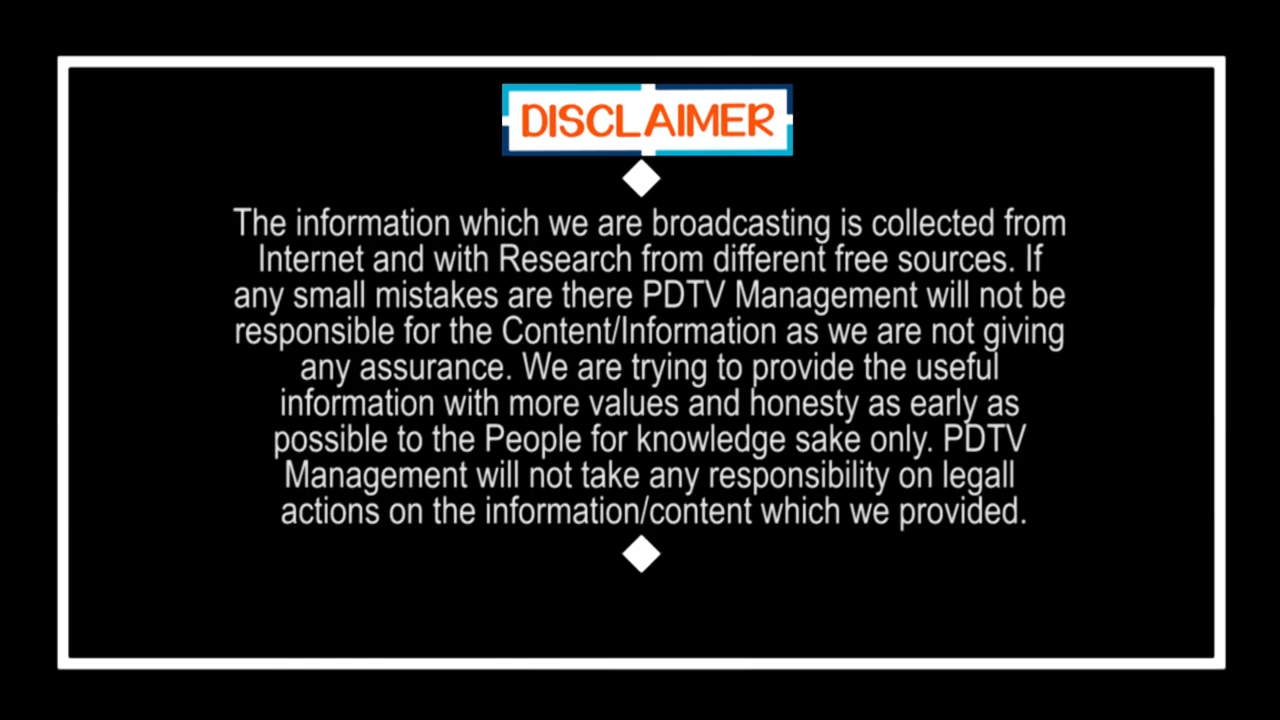 DISCLAIMER
The information which we are broadcasting is collected from
Internet and with Research from different free sources. If
any small mistakes are there PDTV Management will not be
responsible for the Content/Information as we are not giving
any assurance. We are trying to provide the useful
information with more values and honesty as early as
possible to the People for knowledge sake only. PDTV
Management will not take any responsibility on legall
actions on the information/content which we provided.